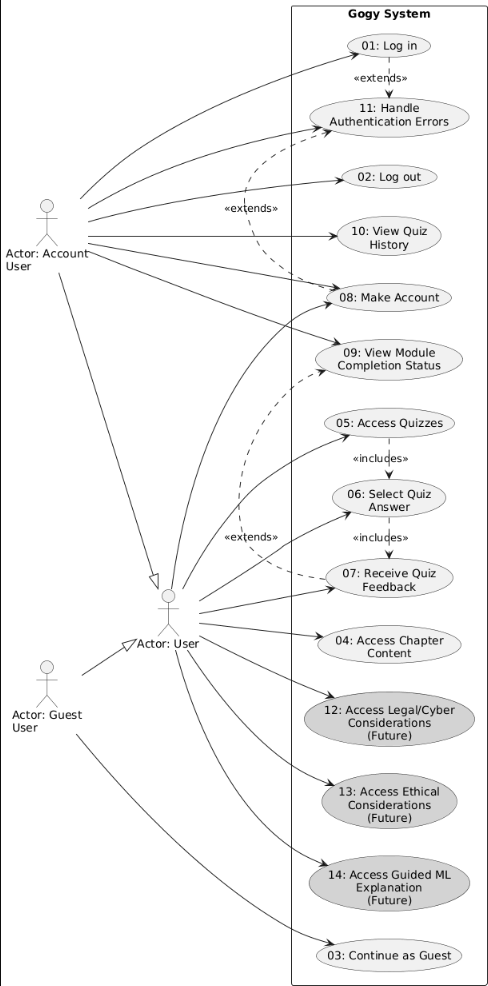 Gogy System
01: Log in
«extends»
11: Handle
Authentication Errors
02: Log out
«extends»
10: View Quiz
History
Actor: Account
User
08: Make Account
09: View Module
Completion Status
05: Access Quizzes
«includes»
06: Select Quiz
Answer
«extends»
«includes»
07: Receive Quiz
Feedback
Actor: User
04: Access Chapter
Content
Actor: Guest
User
12: Access Legal/Cyber
Considerations
(Future)
13: Access Ethical
Considerations
(Future)
14: Access Guided ML
Explanation
(Future)
03: Continue as Guest